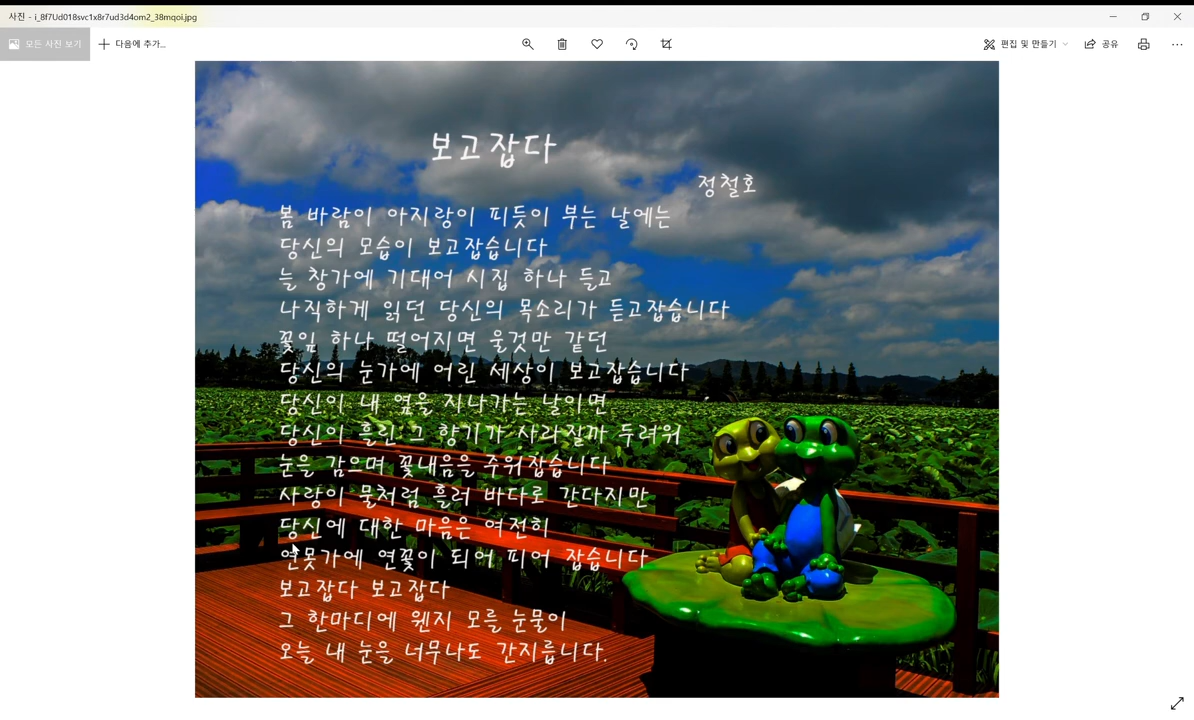 사진 - i_8f7Ud018svc1x8r7ud3d4om2_38mqoi.jpg
모든 사진 보기
다음에 추가...
편집 및 만들기
공유
보고잡다
정철호
봄 바람이 아지랑이 피듯이 부는 날에는
당신의 모습이 보고잡습니다
늘 창가에 기대어 시집 하나 들고
나직하게 읽던 당신의 목소리가 듣고잡습니다
꽃잎 하나 떨어지면 울것만 같던
당신의 눈가에 어린 세상이 보고잡습니다
당신이 내 옆을 지나가는 날이면
당신이 흘린 그 향기가 사라질까 두려워
눈을 감으며 꽃내음을 주워잡습니다
사랑이 물처럼 흘러 바다로 간다지만
당신에 대한 마음은 여전히
연못가에 연꽃이 되어 피어 잡습니다
보고잡다 보고잡다
그 한마디에 웬지 모를 눈물이
오늘 내 눈을 너무나도 간지릅니다.